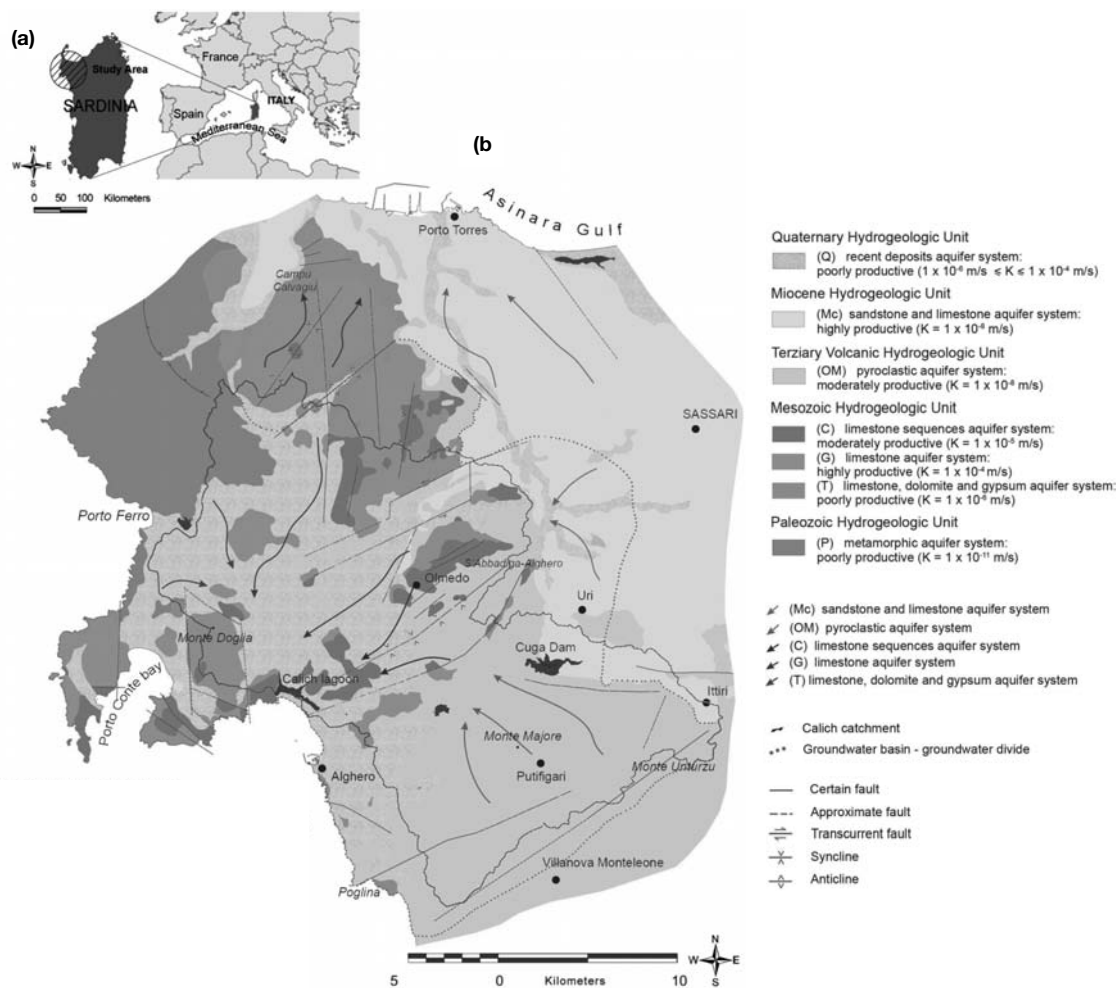 (a)
France
Study Area
SARDINIA
ITALY
Spain
Mediterranean Sea
N
W E
S
0 50 100 Kilometers
(b)
Asinara Gulf
Porto Torres
Campu
Calvagiu
SASSARI
Porto Ferro
S.Abbadiga-Alghero
Olmedo
Uri
Monte Doglia
Cuga Dam
Calich lagoon
Porto Conte bay
Ittiri
Monte Majore
Alghero
Putifigari
Monte Unturzu
Villanova Monteleone
Poglina
5 0 Kilometers 10
N
W E
S
Quaternary Hydrogeologic Unit
(Q) recent deposits aquifer system:
poorly productive (1 x 10⁻⁶ m/s ≤ K ≤ 1 x 10⁻⁴ m/s)
Miocene Hydrogeologic Unit
(Mc) sandstone and limestone aquifer system:
highly productive (K = 1 x 10⁻⁶ m/s)
Terziary Volcanic Hydrogeologic Unit
(OM) pyroclastic aquifer system:
moderately productive (K = 1 x 10⁻⁸ m/s)
Mesozoic Hydrogeologic Unit
(C) limestone sequences aquifer system:
moderately productive (K = 1 x 10⁻⁵ m/s)
(G) limestone aquifer system:
highly productive (K = 1 x 10⁻⁴ m/s)
(T) limestone, dolomite and gypsum aquifer system:
poorly productive (K = 1 x 10⁻⁶ m/s)
Paleozoic Hydrogeologic Unit
(P) metamorphic aquifer system:
poorly productive (K = 1 x 10⁻¹¹ m/s)
(Mc) sandstone and limestone aquifer system
(OM) pyroclastic aquifer system
(C) limestone sequences aquifer system
(G) limestone aquifer system
(T) limestone, dolomite and gypsum aquifer system
Calich catchment
Groundwater basin - groundwater divide
Certain fault
Approximate fault
Transcurrent fault
Syncline
Anticline